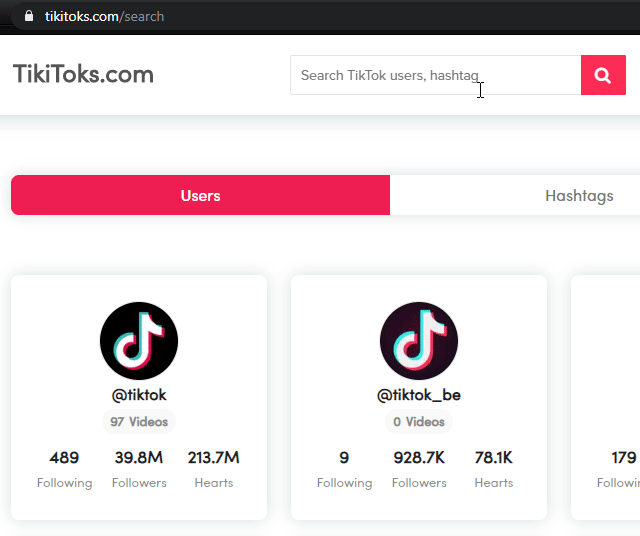 tikitoks.com/search
TikiToks.com
Search TikTok users, hashtag
Users
Hashtags
@tiktok
97 Videos
489
39.8M
213.7M
Following
Followers
Hearts
@tiktok_be
0 Videos
9
928.7K
78.1K
Following
Followers
Hearts
179
Followin